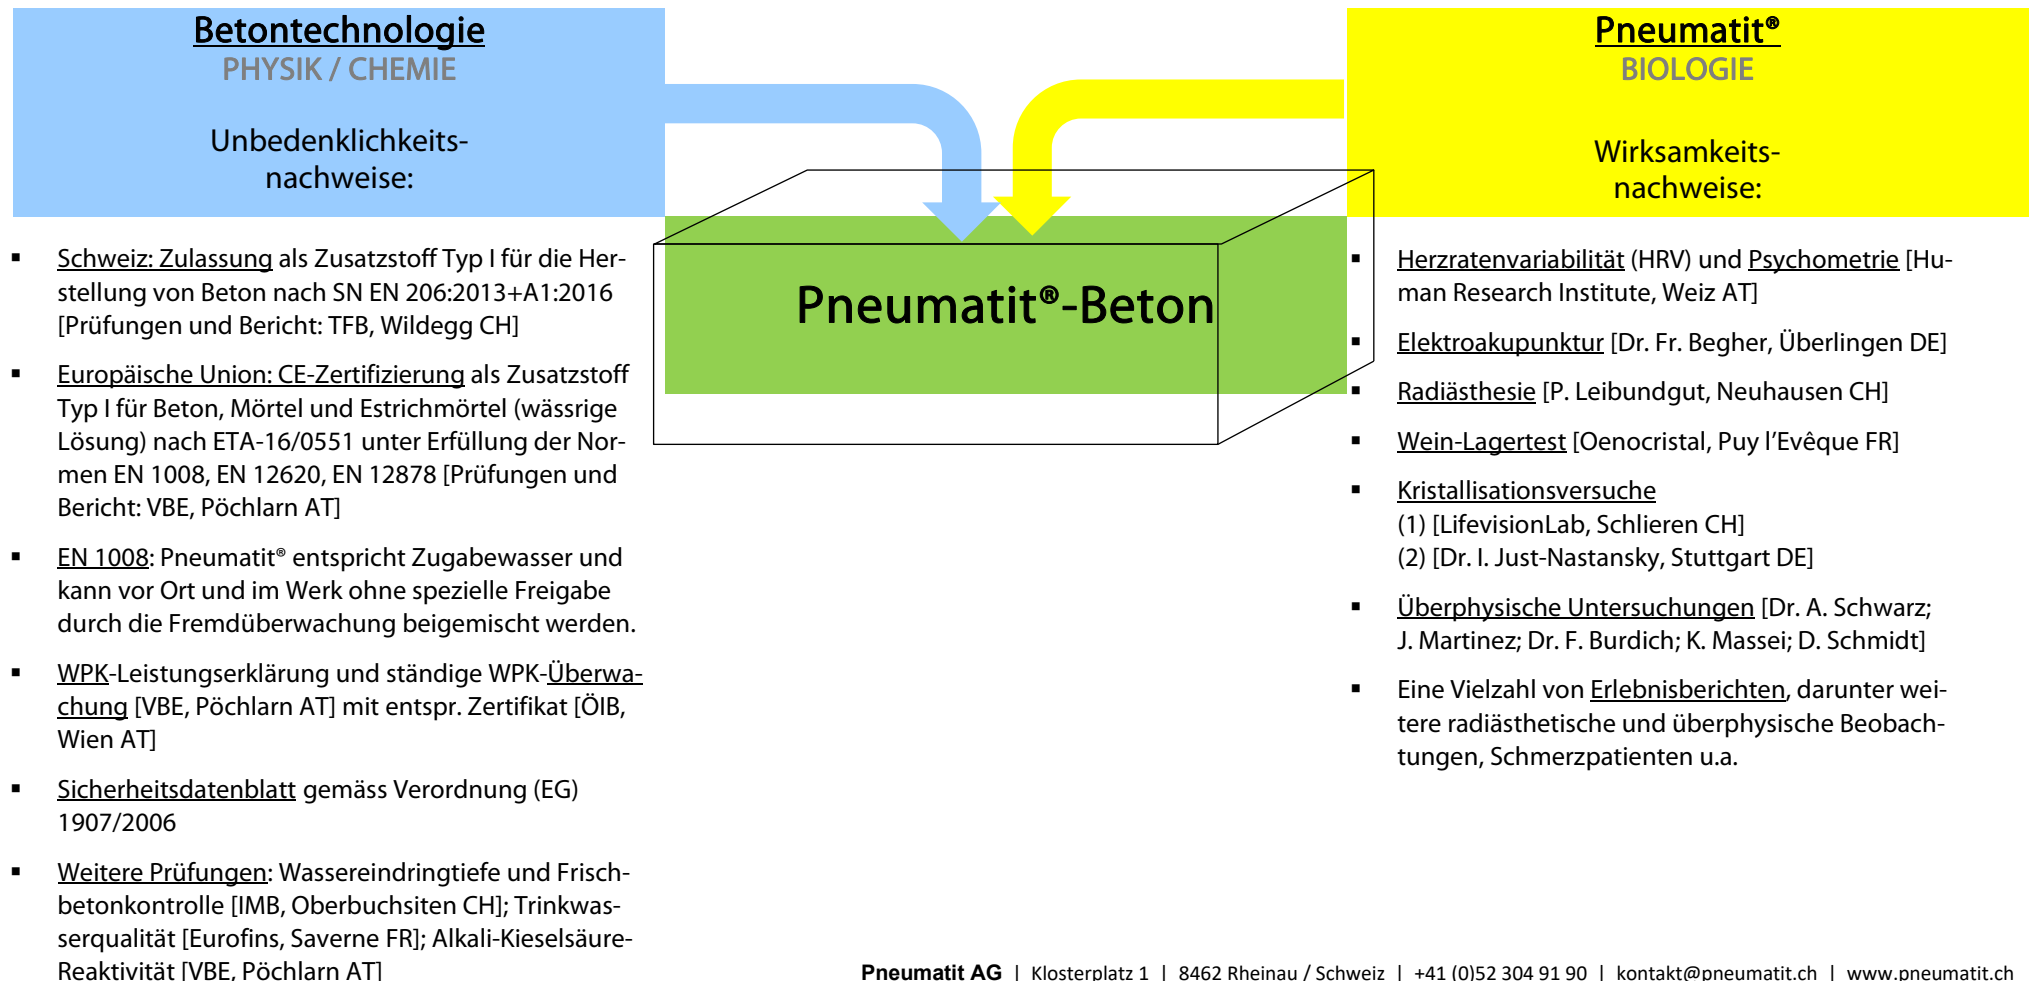 Betontechnologie
PHYSIK / CHEMIE
Unbedenklichkeits-
nachweise:
▪ Schweiz: Zulassung als Zusatzstoff Typ I für die Her-
stellung von Beton nach SN EN 206:2013+A1:2016
[Prüfungen und Bericht: TFB, Wildegg CH]
▪ Europäische Union: CE-Zertifizierung als Zusatzstoff
Typ I für Beton, Mörtel und Estrichmörtel (wässrige
Lösung) nach ETA-16/0551 unter Erfüllung der Nor-
men EN 1008, EN 12620, EN 12878 [Prüfungen und
Bericht: VBE, Pöchlarn AT]
▪ EN 1008: Pneumatit® entspricht Zugabewasser und
kann vor Ort und im Werk ohne spezielle Freigabe
durch die Fremdüberwachung beigemischt werden.
▪ WPK-Leistungserklärung und ständige WPK-Überwa-
chung [VBE, Pöchlarn AT] mit entspr. Zertifikat [ÖIB,
Wien AT]
▪ Sicherheitsdatenblatt gemäss Verordnung (EG)
1907/2006
▪ Weitere Prüfungen: Wassereindringtiefe und Frisch-
betonkontrolle [IMB, Oberbuchsiten CH]; Trinkwas-
serqualität [Eurofins, Saverne FR]; Alkali-Kieselsäure-
Reaktivität [VBE, Pöchlarn AT]
Pneumatit®-Beton
Pneumatit®
BIOLOGIE
Wirksamkeits-
nachweise:
▪ Herzratenvariabilität (HRV) und Psychometrie [Hu-
man Research Institute, Weiz AT]
▪ Elektroakupunktur [Dr. Fr. Begher, Überlingen DE]
▪ Radiästhesie [P. Leibundgut, Neuhausen CH]
▪ Wein-Lagertest [Oenocristal, Puy l'Evêque FR]
▪ Kristallisationsversuche
(1) [LifevisionLab, Schlieren CH]
(2) [Dr. I. Just-Nastansky, Stuttgart DE]
▪ Überphysische Untersuchungen [Dr. A. Schwarz;
J. Martinez; Dr. F. Burdich; K. Massei; D. Schmidt]
▪ Eine Vielzahl von Erlebnisberichten, darunter wei-
tere radiästhetische und überphysische Beobach-
tungen, Schmerzpatienten u.a.
Pneumatit AG | Klosterplatz 1 | 8462 Rheinau / Schweiz | +41 (0)52 304 91 90 | kontakt@pneumatit.ch | www.pneumatit.ch